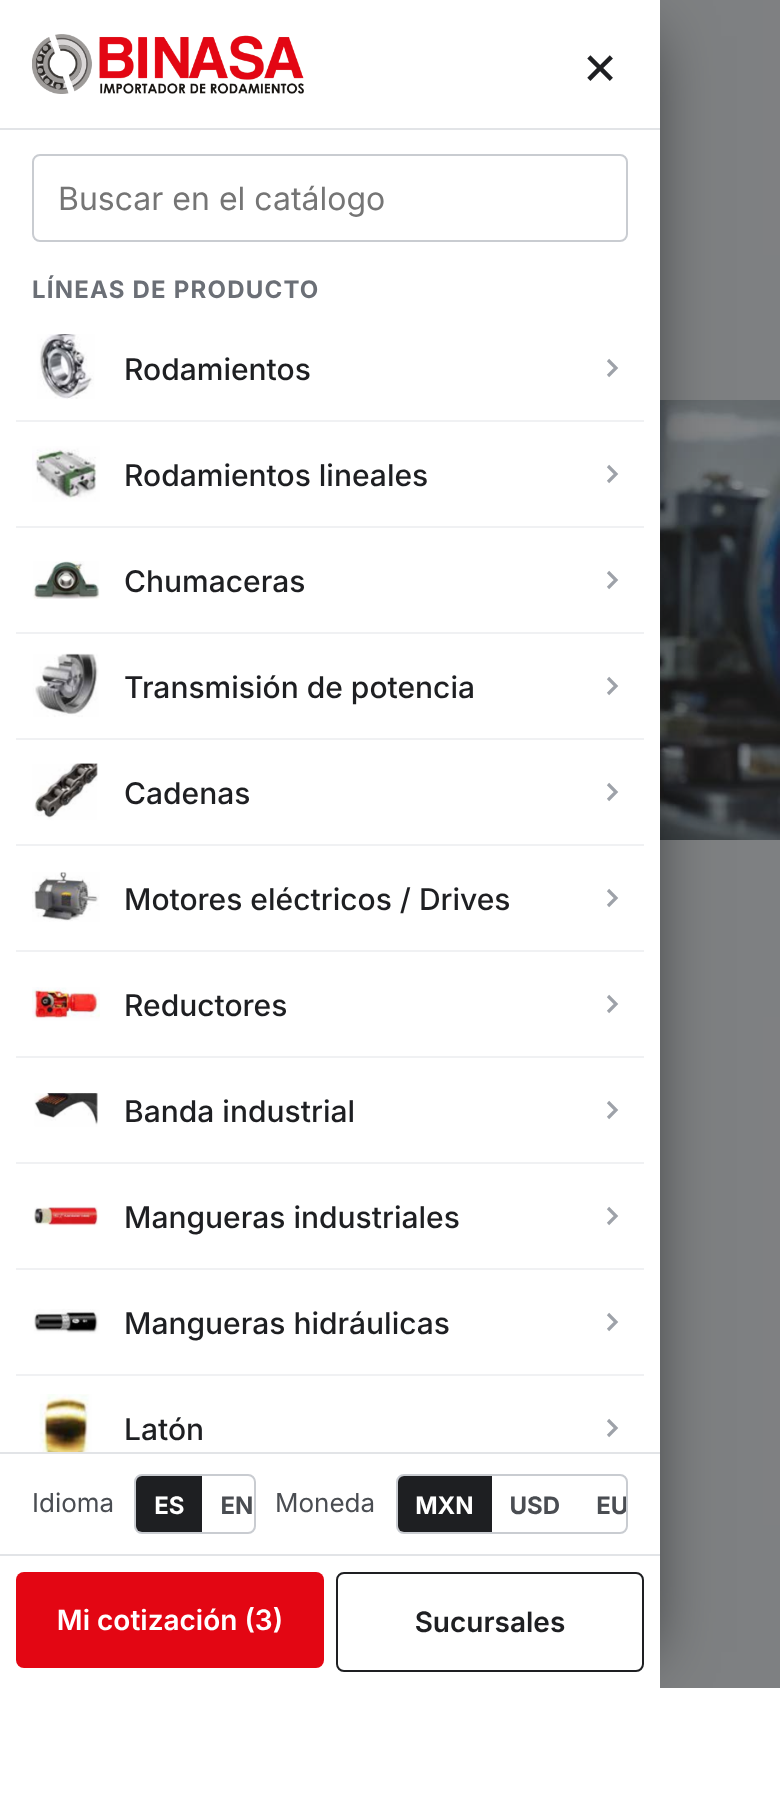 BINASA
IMPORTADOR DE RODAMIENTOS
Buscar en el catálogo
LÍNEAS DE PRODUCTO
Rodamientos
Rodamientos lineales
Chumaceras
Transmisión de potencia
Cadenas
Motores eléctricos / Drives
Reductores
Banda industrial
Mangueras industriales
Mangueras hidráulicas
Latón
Idioma ES EN Moneda MXN USD EU
Mi cotización (3) Sucursales